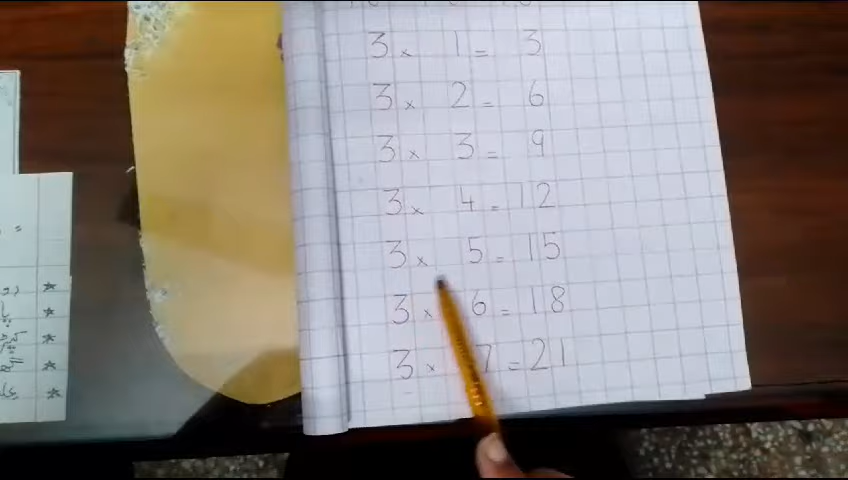 3 × 1 = 3
3 × 2 = 6
3 × 3 = 9
3 × 4 = 12
3 × 5 = 15
3 × 6 = 18
3 × 7 = 21